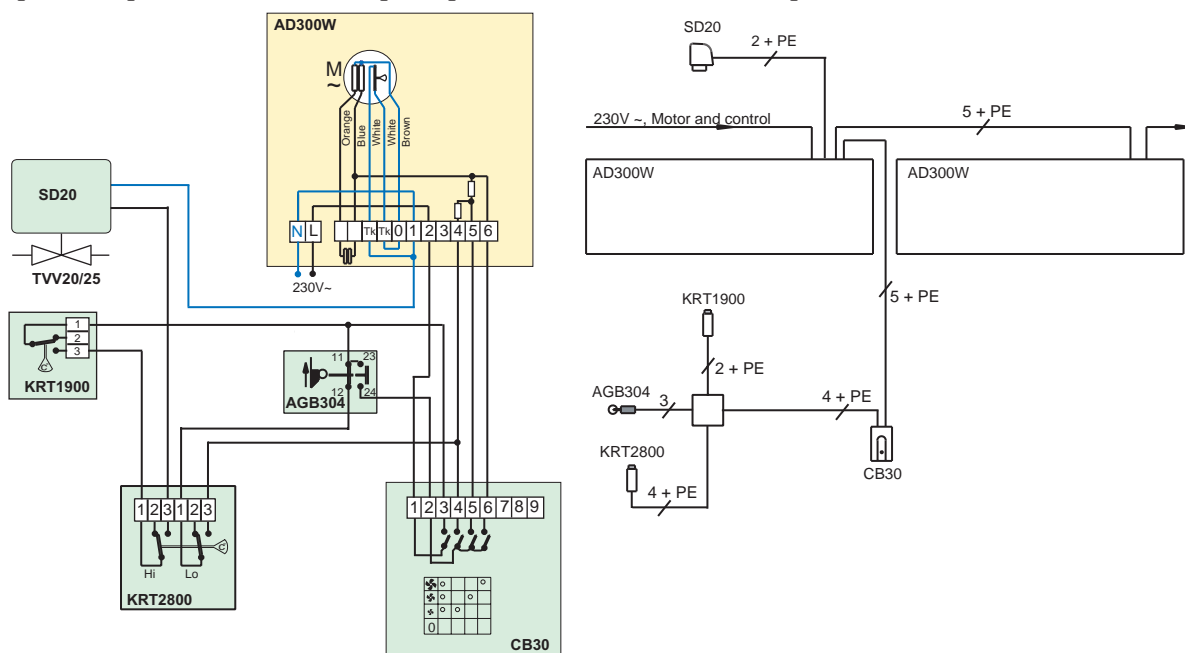 AD300W
M
~
Orange
Blue
White
White
Brown
N L Tk Tk 0 1 2 3 4 5 6
230V~
SD20
TVV20/25
1
2
3
C°
KRT1900
11 23
12 24
AGB304
1 2 3 1 2 3
C°
Hi Lo
KRT2800
1 2 3 4 5 6 7 8 9
0
CB30
SD20
2 + PE
230V ~, Motor and control
5 + PE
AD300W
AD300W
5 + PE
KRT1900
2 + PE
AGB304
3
4 + PE
KRT2800
4 + PE
CB30